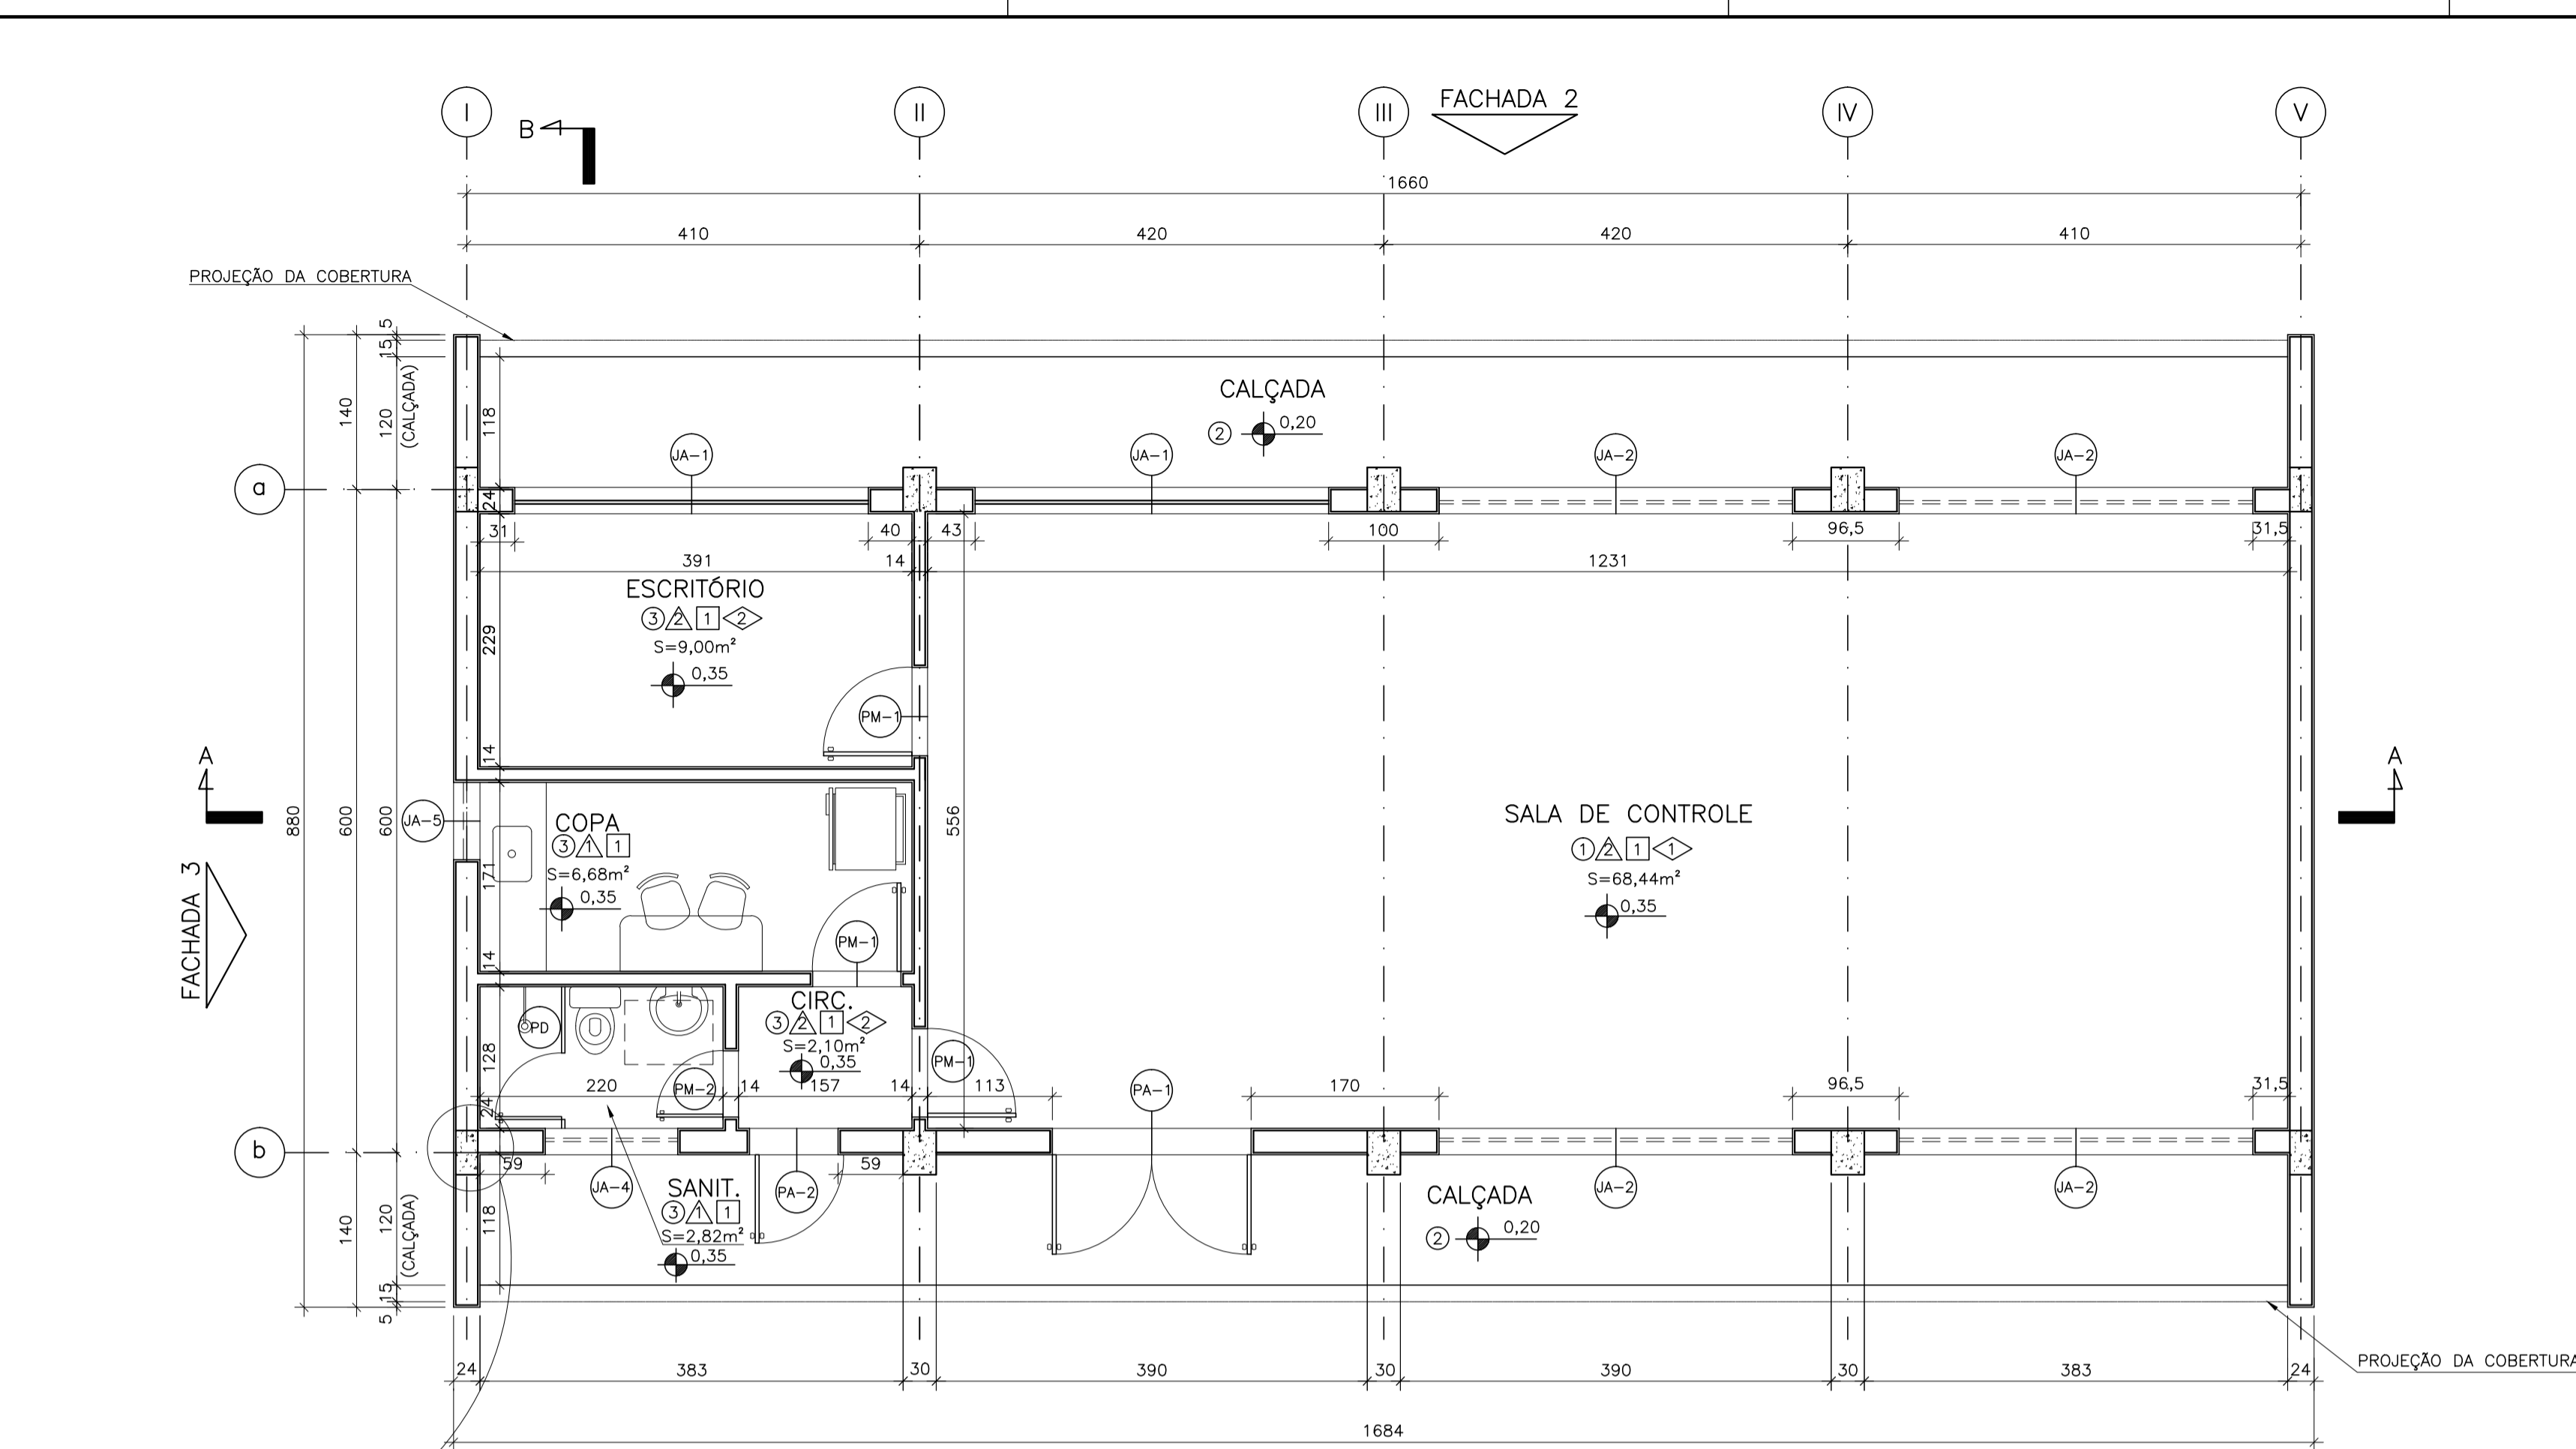 I
II
III
IV
V
B
FACHADA 2
1660
410
420
420
410
PROJEÇÃO DA COBERTURA
5
15
120
(CALÇADA)
140
118
CALÇADA
2
0,20
JA-1
JA-1
JA-2
JA-2
a
24
31
40
43
100
96,5
31,5
391
14
1231
ESCRITÓRIO
3 2 1 2
S=9,00m²
0,35
229
PM-1
14
A
A
880
600
600
JA-5
COPA
3 1 1
S=6,68m²
0,35
171
556
SALA DE CONTROLE
1 2 1 1
S=68,44m²
0,35
FACHADA 3
PM-1
14
CIRC.
3 2 1 2
S=2,10m²
0,35
PD
128
PM-1
220
PM-2
14
157
14
113
PA-1
170
96,5
31,5
24
b
59
59
JA-4
PA-2
SANIT.
3 1 1
S=2,82m²
0,35
CALÇADA
2
0,20
JA-2
JA-2
140
120
(CALÇADA)
118
15
5
PROJEÇÃO DA COBERTURA
24
383
30
390
30
390
30
383
24
1684